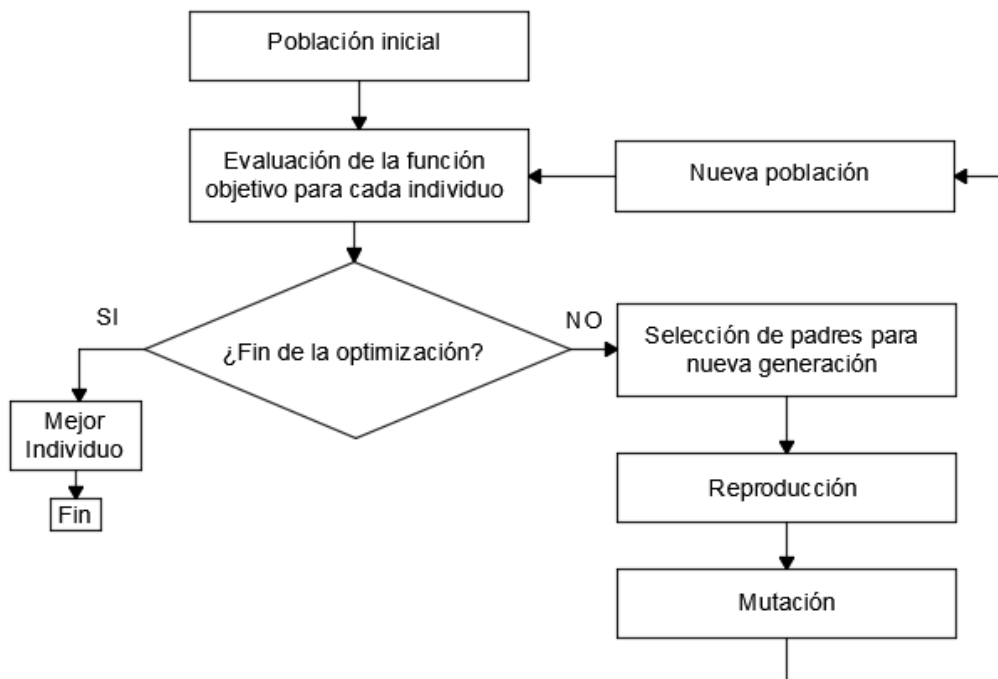 Población inicial
Evaluación de la función
objetivo para cada individuo
Nueva población
¿Fin de la optimización?
SI
NO
Mejor
Individuo
Fin
Selección de padres para
nueva generación
Reproducción
Mutación